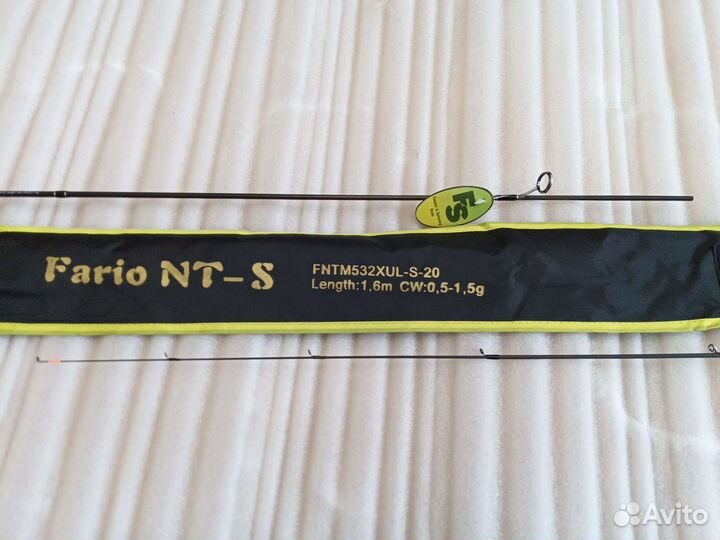 FS
Fario NT-S
FNTM532XUL-S-20
Length:1,6m CW:0,5-1,5g
Avito